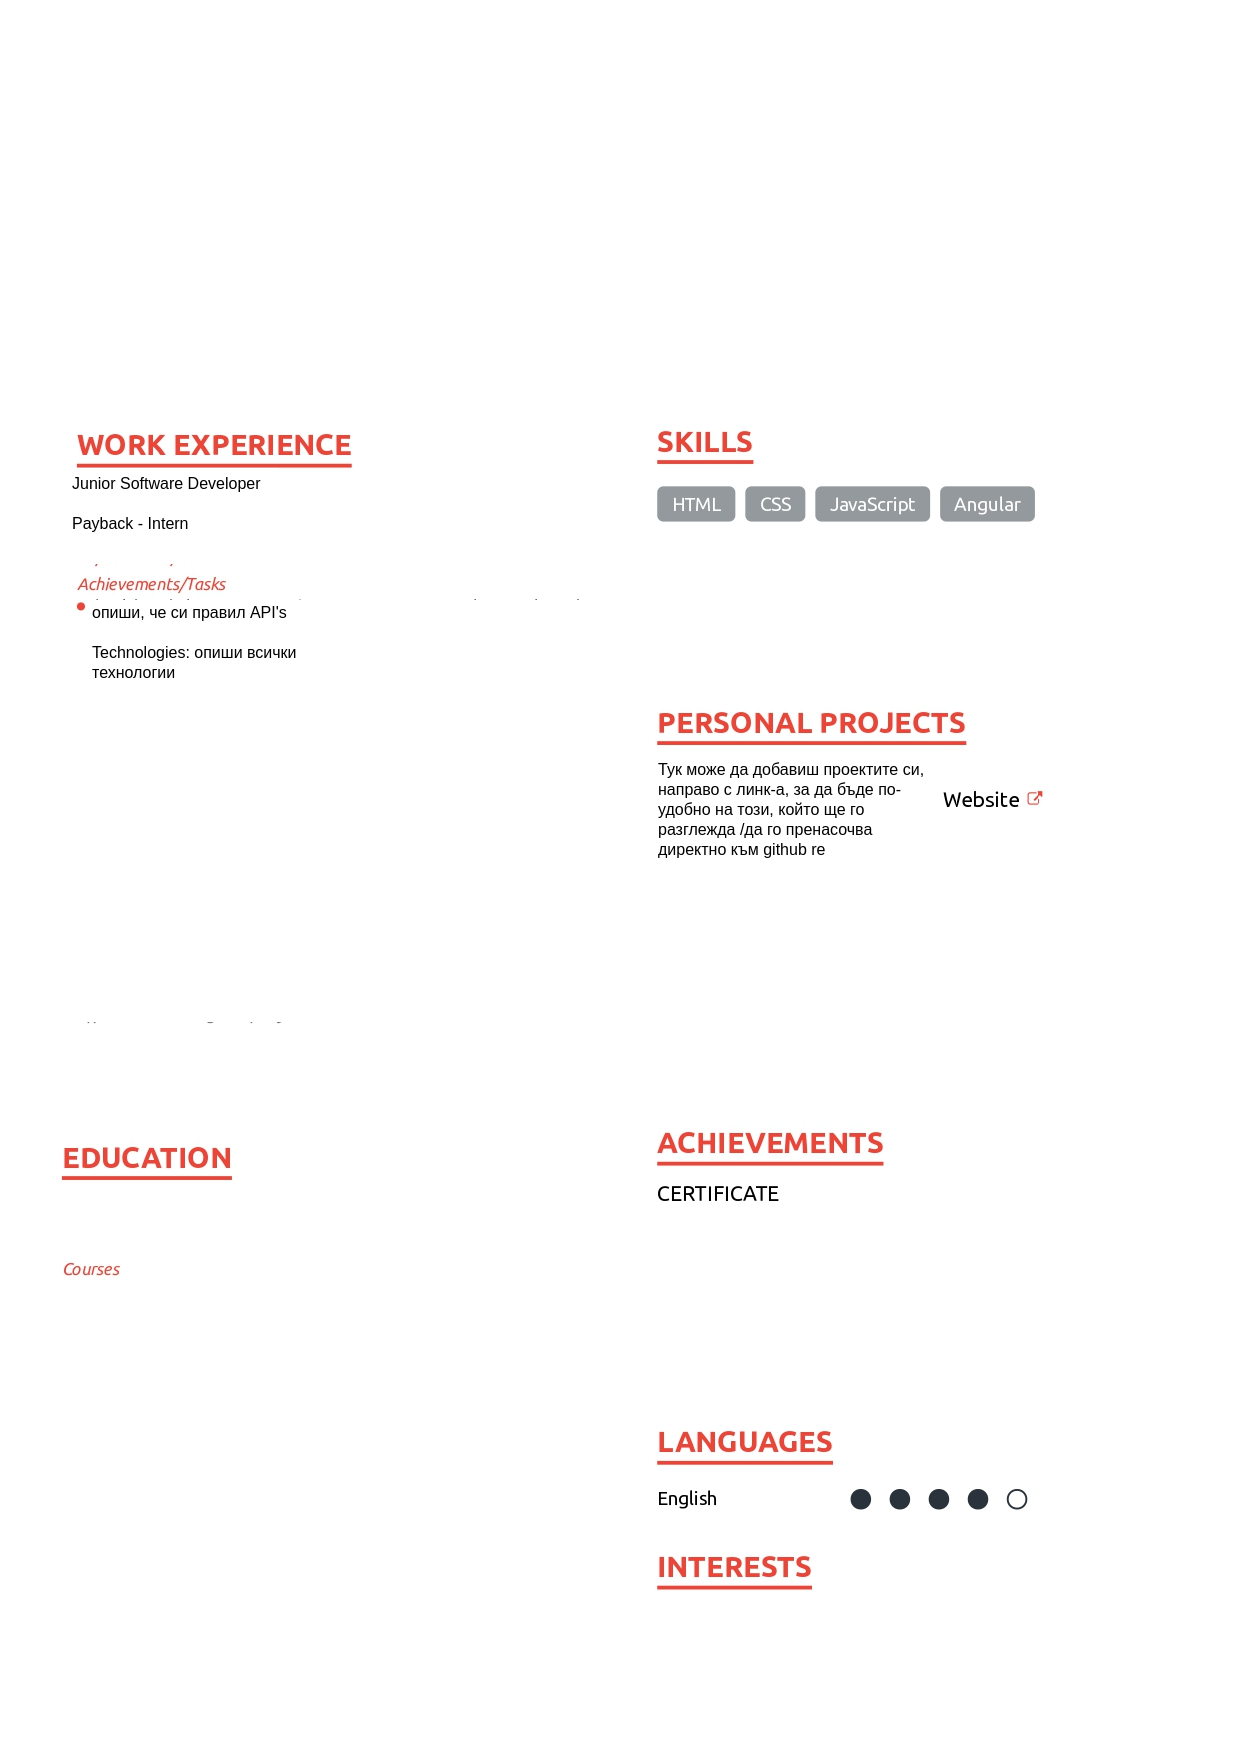 WORK EXPERIENCE
Junior Software Developer
Payback - Intern
Achievements/Tasks
опиши, че си правил API's
Technologies: опиши всички
технологии
EDUCATION
Courses
SKILLS
HTML CSS JavaScript Angular
PERSONAL PROJECTS
Тук може да добавиш проектите си,
направо с линк-а, за да бъде по-
удобно на този, който ще го
разглежда /да го пренасочва
директно към github re
Website
ACHIEVEMENTS
CERTIFICATE
LANGUAGES
English
INTERESTS